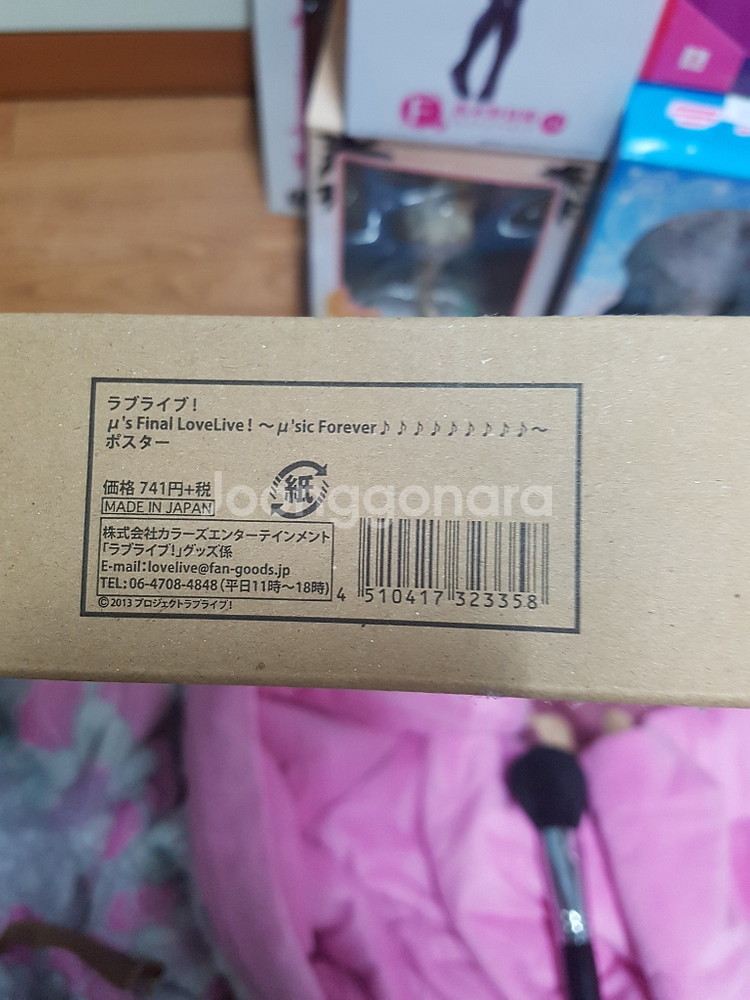 ラブライブ！
μ's Final LoveLive！～μ'sic Forever♪♪♪♪♪♪♪♪♪～
ポスター
価格 741円+税
MADE IN JAPAN
紙
joonggonara
株式会社カラーズエンターテインメント
「ラブライブ！」グッズ係
E-mail：lovelive@fan-goods.jp
TEL：06-4708-4848（平日11時～18時）
©2013 プロジェクトラブライブ！
4 510417 323358